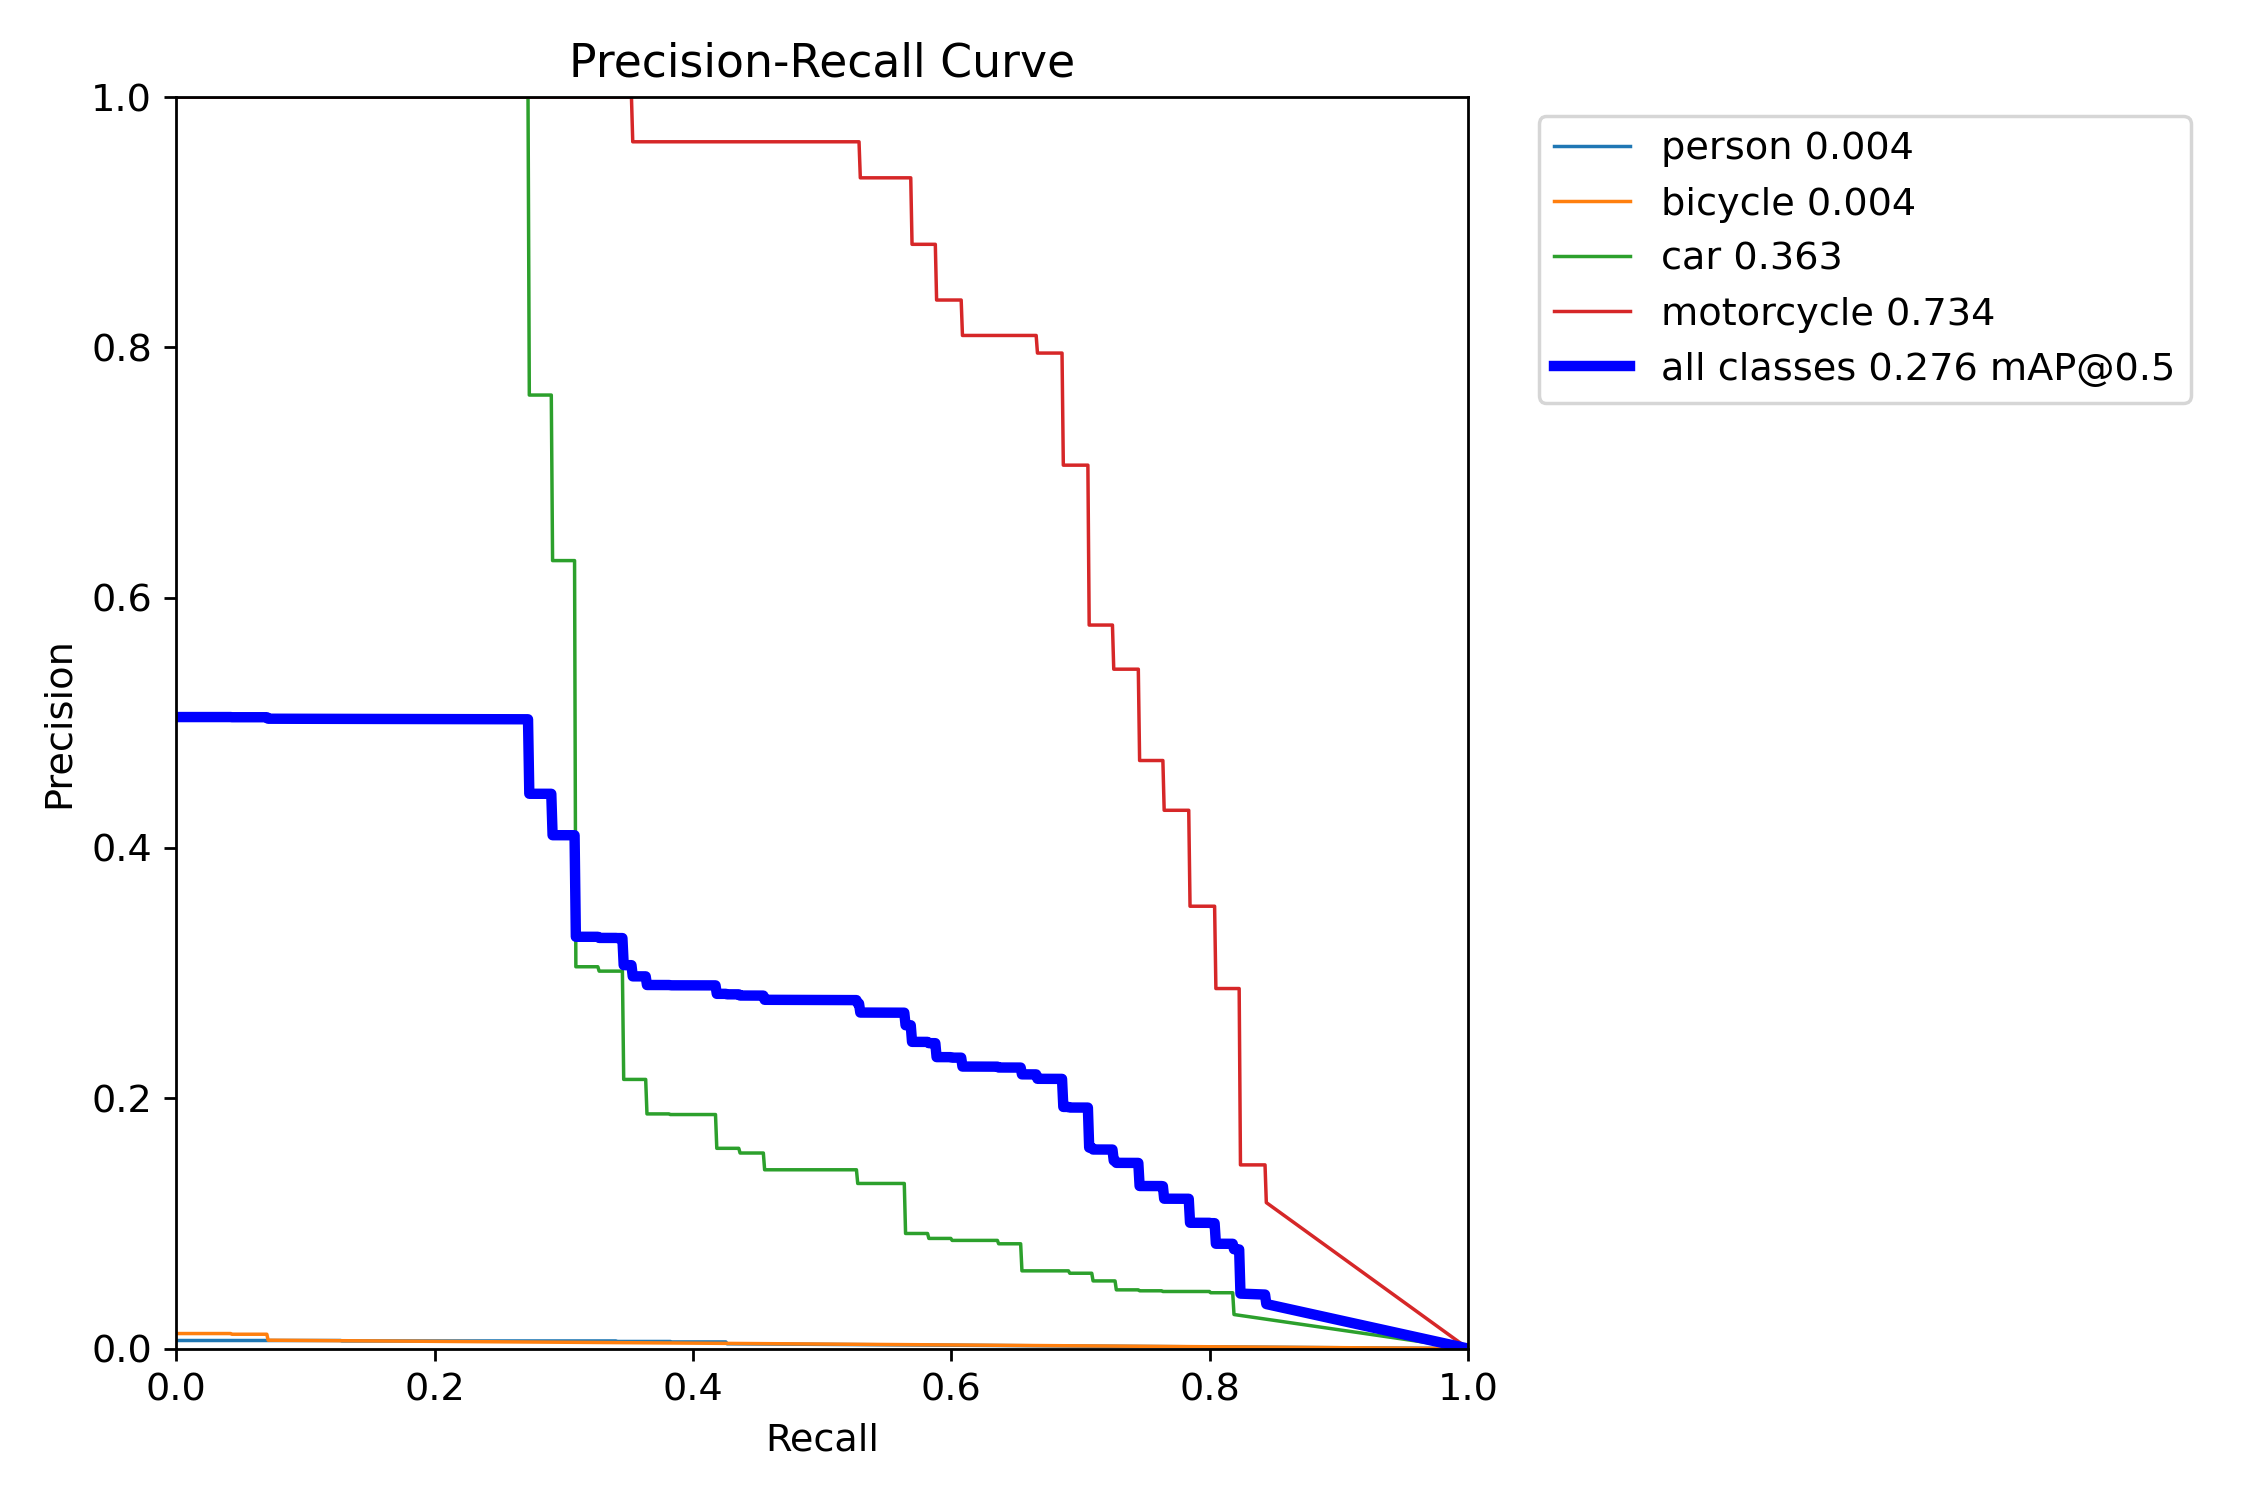 Precision-Recall Curve
1.0
0.8
0.6
0.4
0.2
0.0
Precision
0.0 0.2 0.4 0.6 0.8 1.0
Recall
person 0.004
bicycle 0.004
car 0.363
motorcycle 0.734
all classes 0.276 mAP@0.5